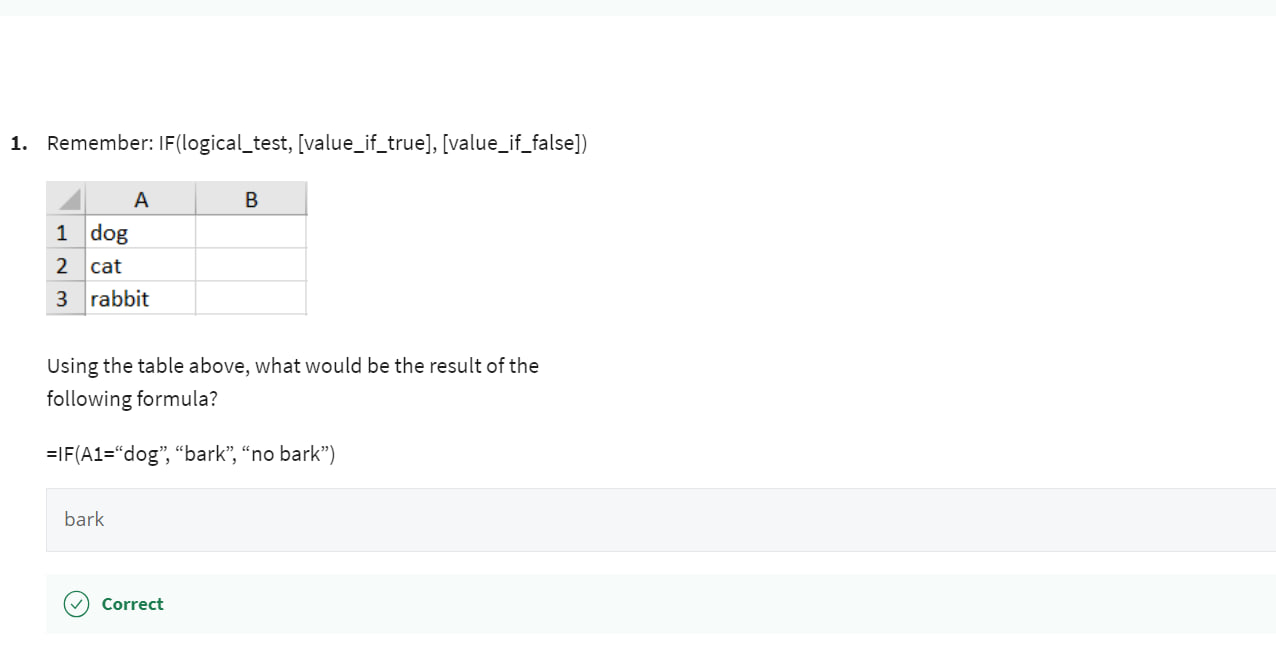 1. Remember: IF(logical_test, [value_if_true], [value_if_false])
A B
1 dog
2 cat
3 rabbit
Using the table above, what would be the result of the
following formula?
=IF(A1=“dog”, “bark”, “no bark”)
bark
Correct